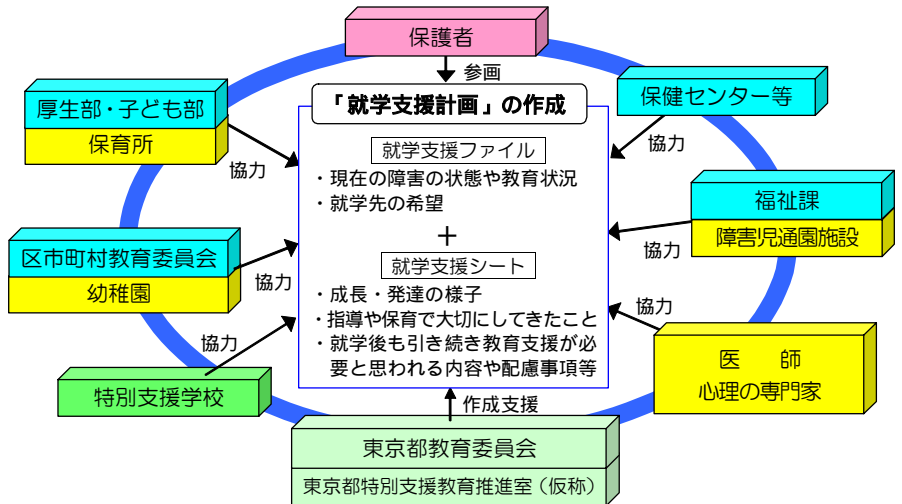 保護者
参画
厚生部・子ども部
保育所
協力
保健センター等
協力
「就学支援計画」の作成
就学支援ファイル
・現在の障害の状態や教育状況
・就学先の希望
+
就学支援シート
・成長・発達の様子
・指導や保育で大切にしてきたこと
・就学後も引き続き教育支援が必
要と思われる内容や配慮事項等
福祉課
障害児通園施設
協力
区市町村教育委員会
幼稚園
協力
協力
医 師
心理の専門家
特別支援学校
協力
作成支援
東京都教育委員会
東京都特別支援教育推進室(仮称)